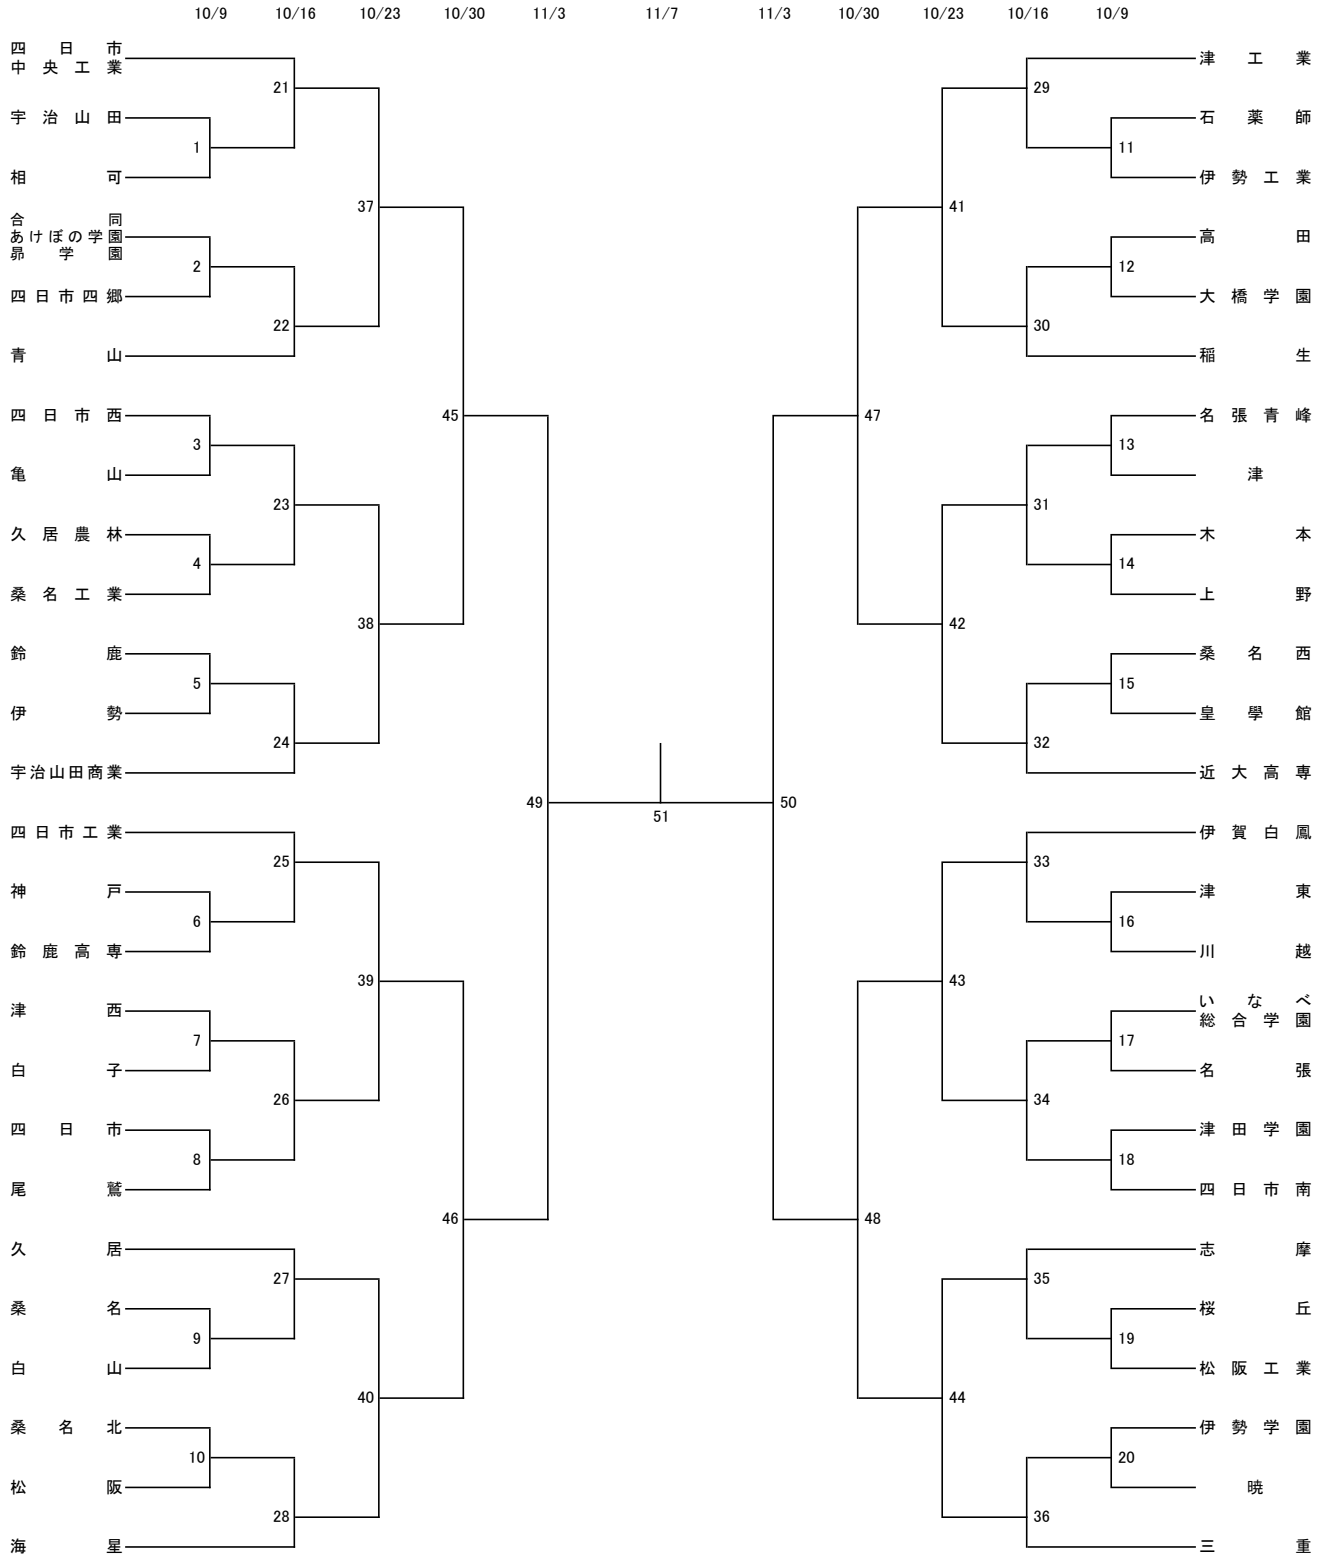 10/9 10/16 10/23 10/30 11/3 11/7 11/3 10/30 10/23 10/16 10/9
四日市
中央工業
21
宇治山田
1
相可
37
合同
あけぼの学園
昴学園
2
四日市四郷
22
青山
四日市西
45
3
亀山
23
久居農林
4
桑名工業
38
鈴鹿
5
伊勢
24
宇治山田商業
49
四日市工業
25
神戸
6
鈴鹿高専
39
津西
7
白子
26
四日市
8
尾鷲
46
久居
27
桑名
9
白山
40
桑名北
10
松阪
28
海星
51
津工業
29
石薬師
11
伊勢工業
41
高田
12
大橋学園
30
稲生
名張青峰
47
13
津
31
木本
14
上野
42
桑名西
15
皇學館
32
近大高専
50
伊賀白鳳
33
津東
16
川越
43
いなべ
総合学園
17
名張
34
津田学園
18
四日市南
48
志摩
35
桜丘
19
松阪工業
44
伊勢学園
20
暁
36
三重